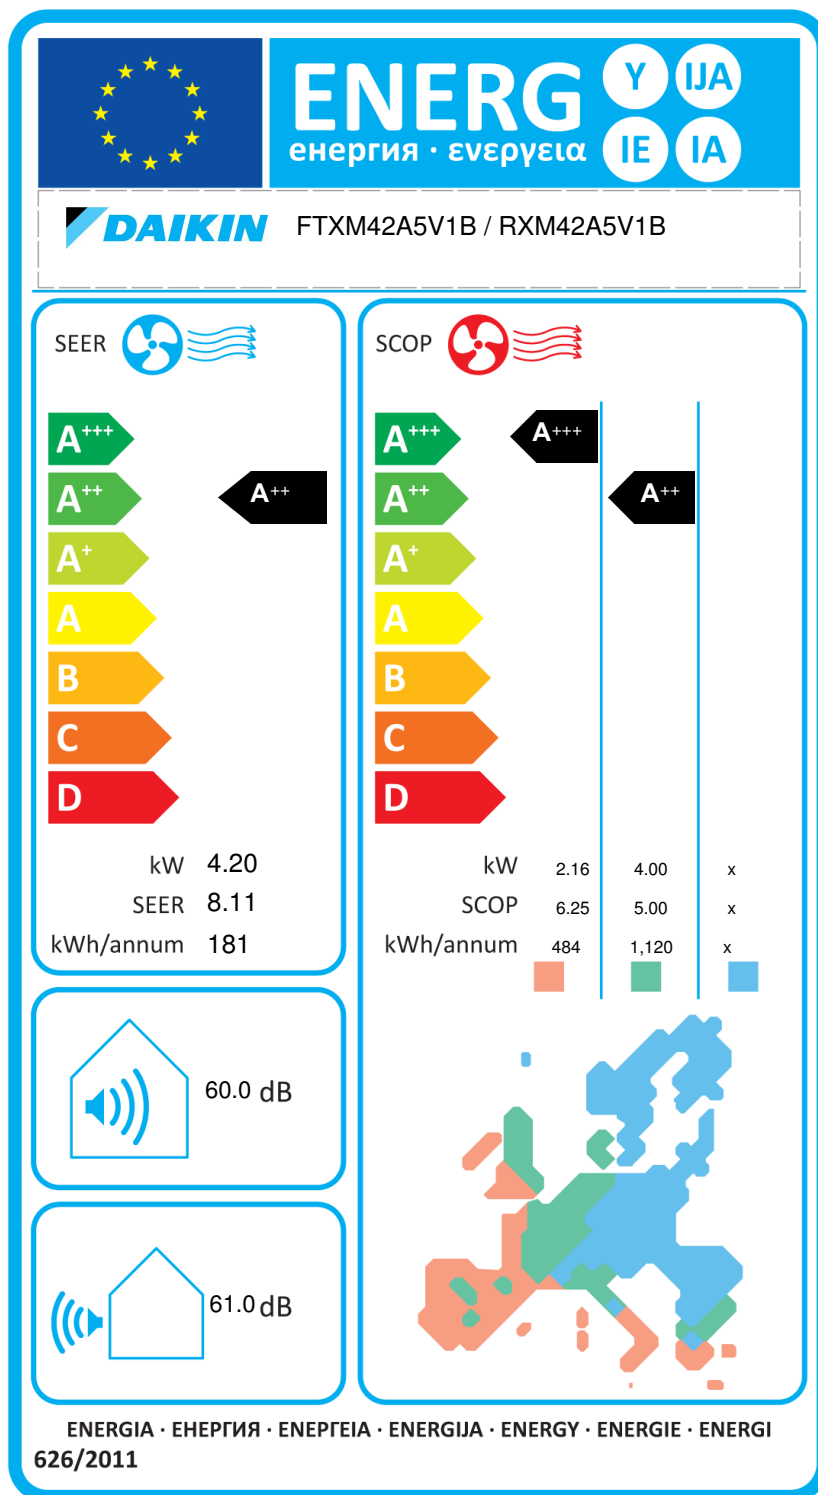 ENERG
енергия · ενεργεια
Y IJA
IE IA
DAIKIN FTXM42A5V1B / RXM42A5V1B
SEER
A+++
A++ A++
A+
A
B
C
D
kW 4.20
SEER 8.11
kWh/annum 181
SCOP
A+++ A+++
A++ A++
A+
A
B
C
D
kW 2.16 4.00 x
SCOP 6.25 5.00 x
kWh/annum 484 1,120 x
60.0 dB
61.0 dB
ENERGIA · ЕНЕРГИЯ · ΕΝΕΡΓΕΙΑ · ENERGIJA · ENERGY · ENERGIE · ENERGI
626/2011